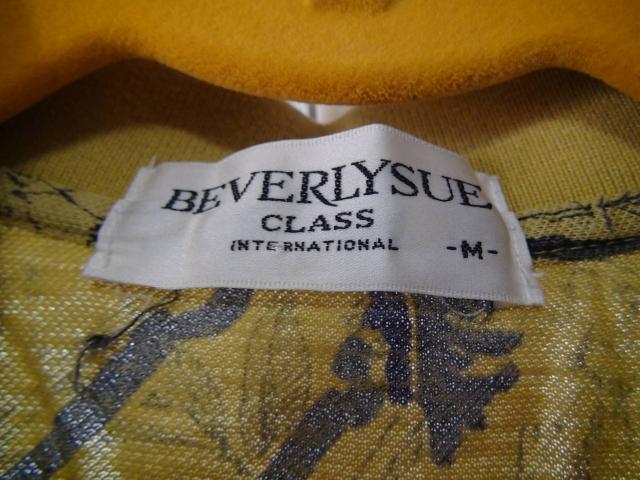 BEVERLYSUE
CLASS
INTERNATIONAL -M-